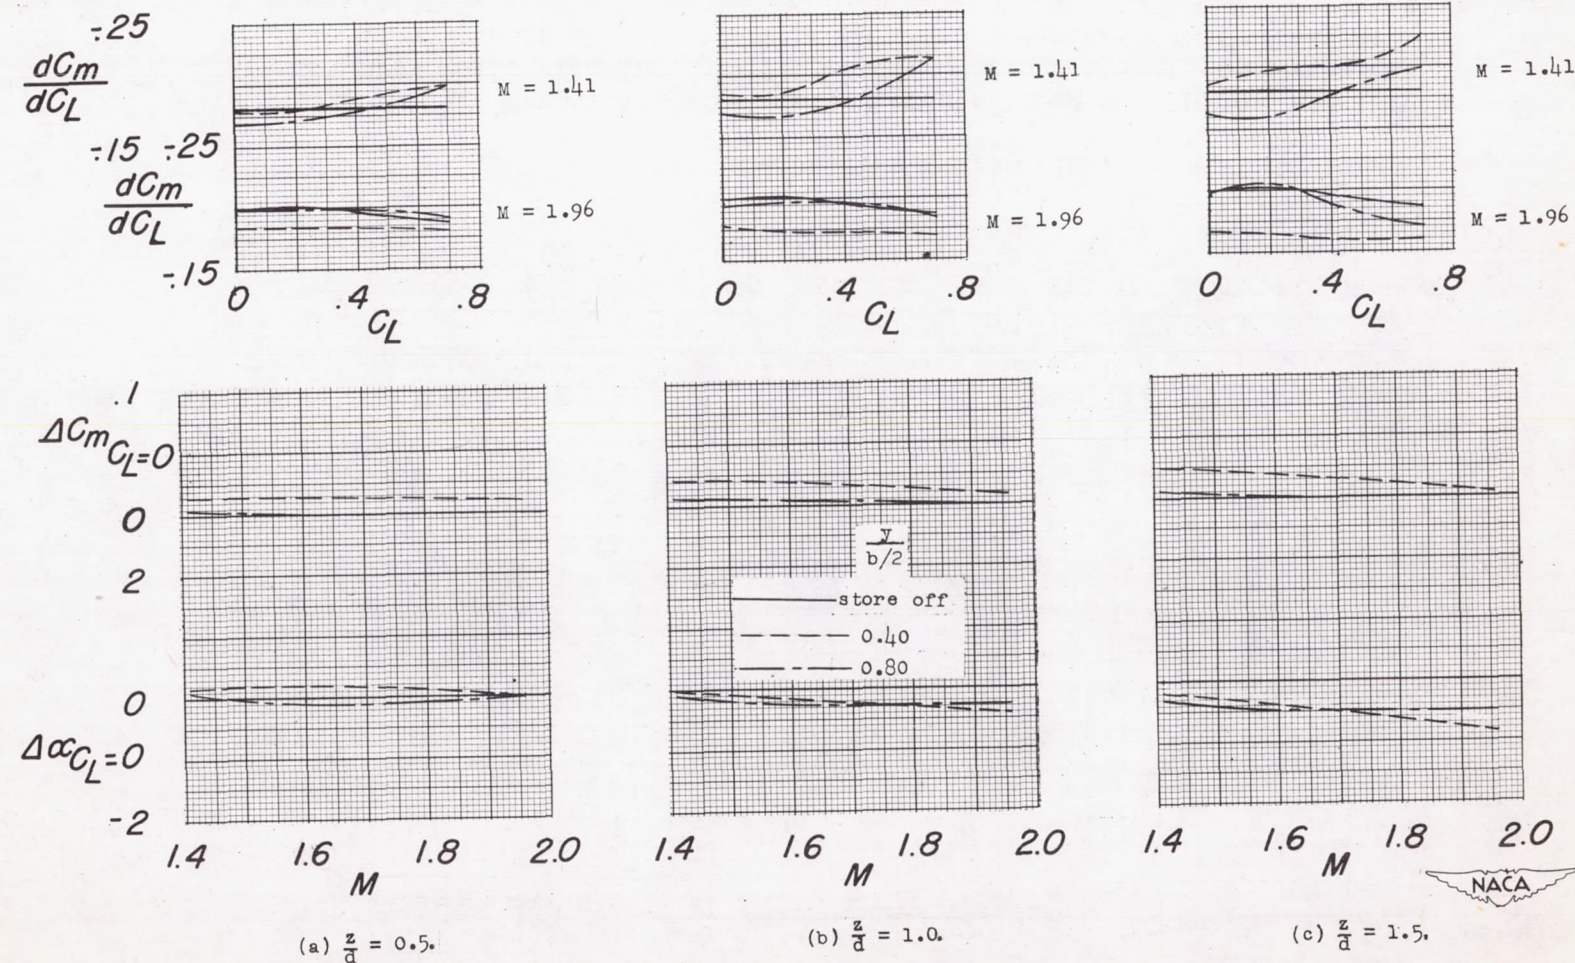 -.25
dCm
dCL
M = 1.41
M = 1.41
M = 1.41
-.15 -.25
dCm
dCL
M = 1.96
M = 1.96
M = 1.96
-.15
0 .4 .8
CL
0 .4 .8
CL
0 .4 .8
CL
.1
ΔCmCL=0
0
2
0
ΔαCL=0
-2
y
b/2
store off
0.40
0.80
1.4 1.6 1.8 2.0
M
1.4 1.6 1.8 2.0
M
1.4 1.6 1.8 2.0
M
NACA
(a) z/d = 0.5.
(b) z/d = 1.0.
(c) z/d = 1.5.